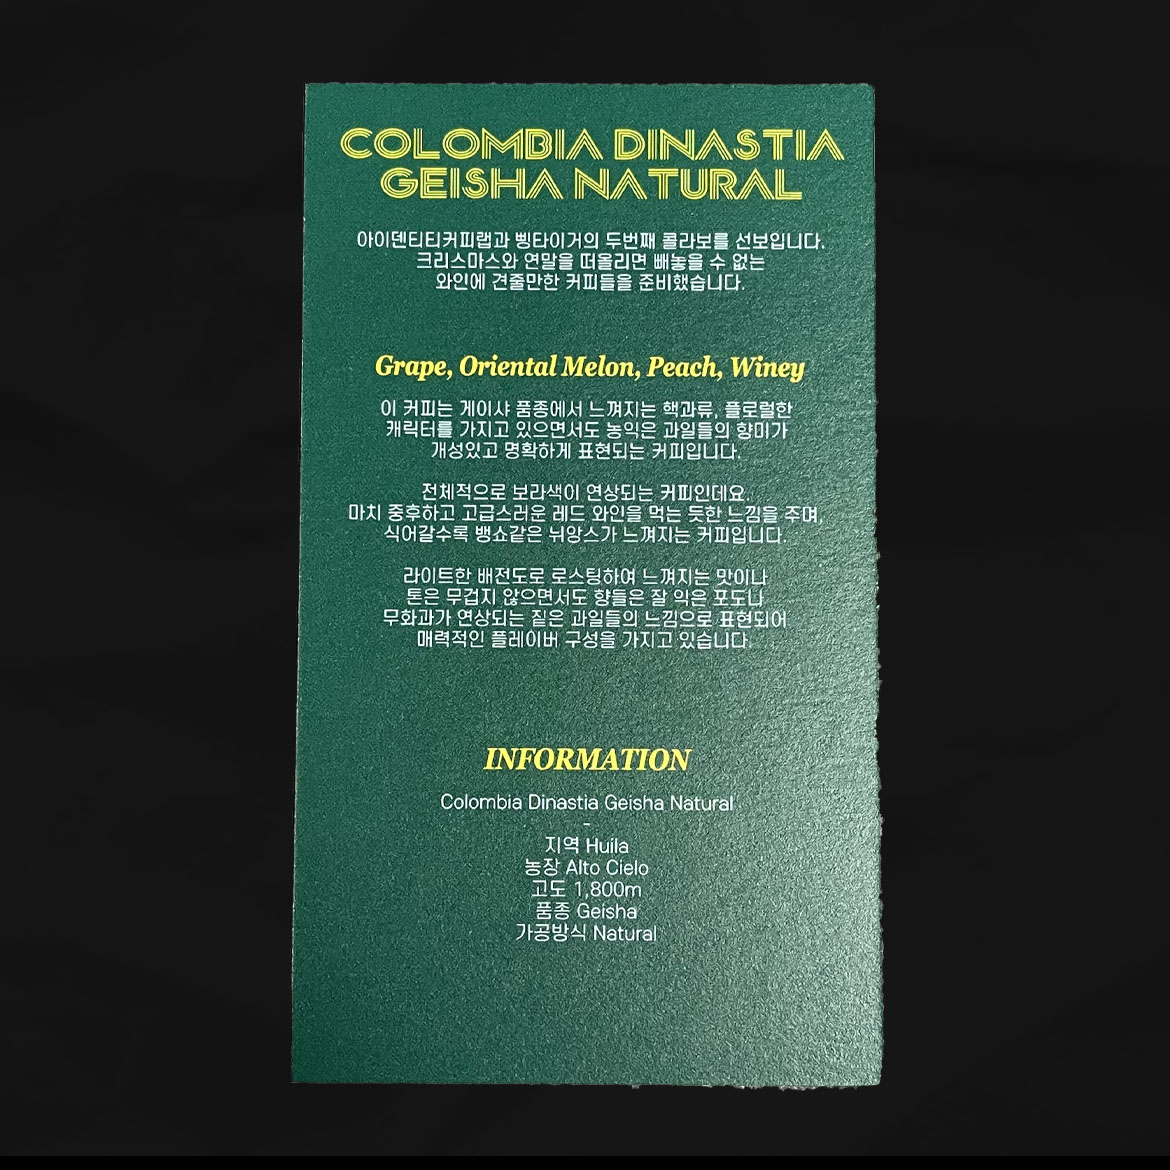 COLOMBIA DINASTIA
GEISHA NATURAL
아이덴티티커피랩과 삥타이거의 두번째 콜라보를 선보입니다.
크리스마스와 연말을 떠올리면 빼놓을 수 없는
와인에 견줄만한 커피들을 준비했습니다.
Grape, Oriental Melon, Peach, Winey
이 커피는 게이샤 품종에서 느껴지는 핵과류, 플로럴한
캐릭터를 가지고 있으면서도 농익은 과일들의 향미가
개성있고 명확하게 표현되는 커피입니다.
전체적으로 보라색이 연상되는 커피인데요.
마치 중후하고 고급스러운 레드 와인을 먹는 듯한 느낌을 주며,
식어갈수록 뱅쇼같은 뉘앙스가 느껴지는 커피입니다.
라이트한 배전도로 로스팅하여 느껴지는 맛이나
톤은 무겁지 않으면서도 향들은 잘 익은 포도나
무화과가 연상되는 짙은 과일들의 느낌으로 표현되어
매력적인 플레이버 구성을 가지고 있습니다.
INFORMATION
Colombia Dinastia Geisha Natural
-
지역 Huila
농장 Alto Cielo
고도 1,800m
품종 Geisha
가공방식 Natural